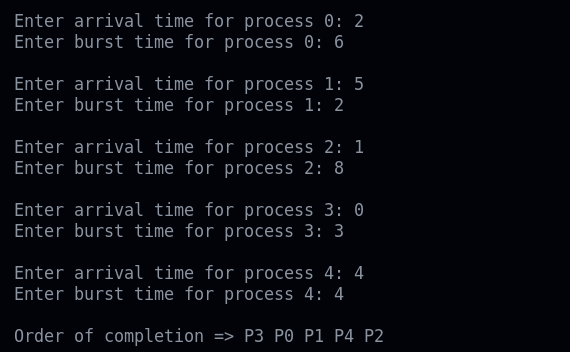 Enter arrival time for process 0: 2
Enter burst time for process 0: 6
Enter arrival time for process 1: 5
Enter burst time for process 1: 2
Enter arrival time for process 2: 1
Enter burst time for process 2: 8
Enter arrival time for process 3: 0
Enter burst time for process 3: 3
Enter arrival time for process 4: 4
Enter burst time for process 4: 4
Order of completion => P3 P0 P1 P4 P2